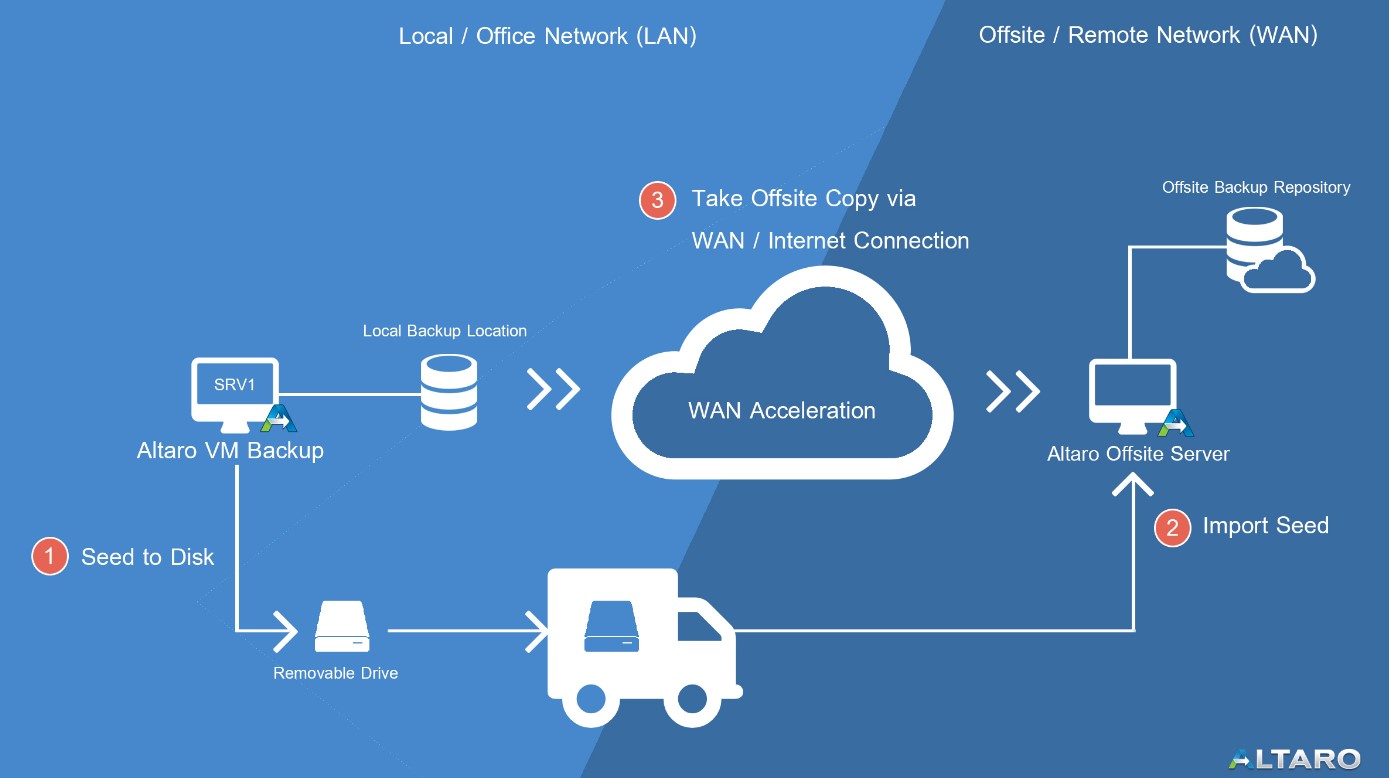 Local / Office Network (LAN)
Offsite / Remote Network (WAN)
3
Take Offsite Copy via
WAN / Internet Connection
Offsite Backup Repository
Local Backup Location
SRV1
Altaro VM Backup
WAN Acceleration
Altaro Offsite Server
1
Seed to Disk
2
Import Seed
Removable Drive
ALTARO